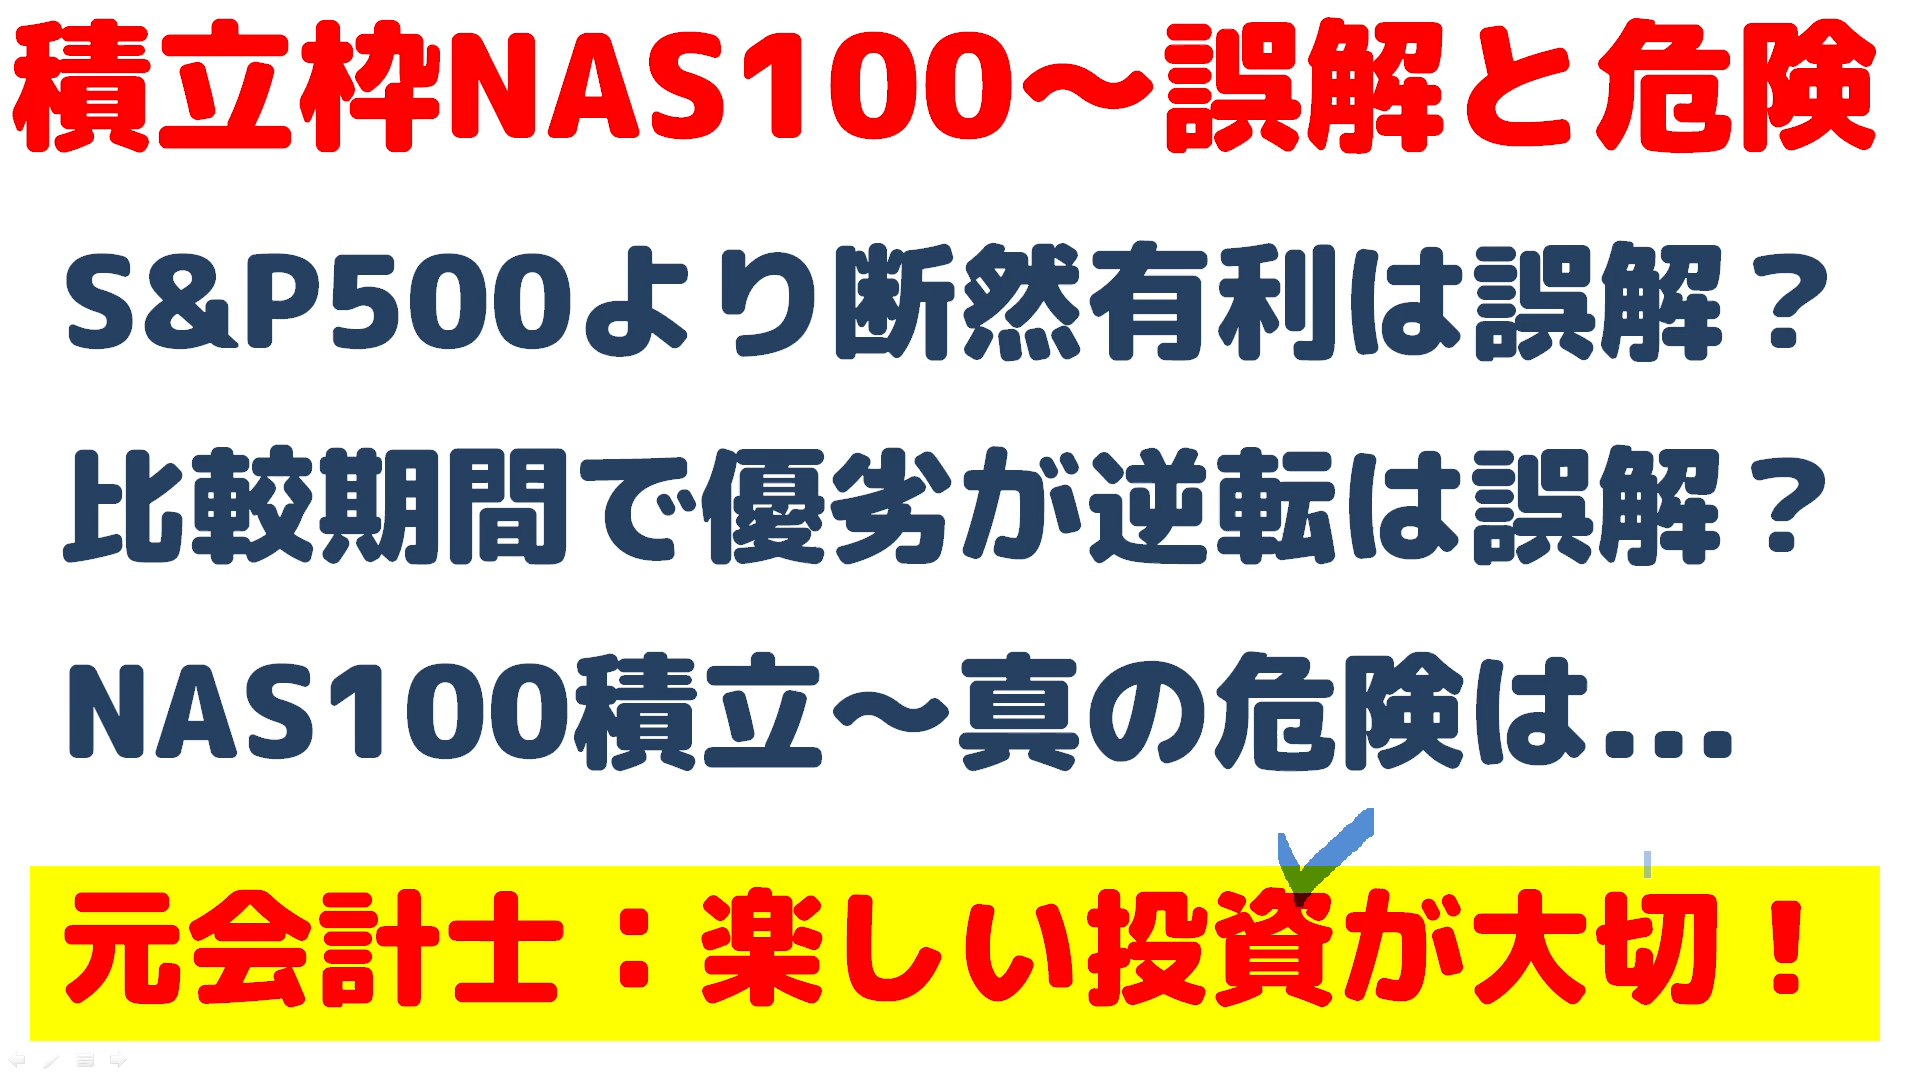 積立枠NAS100～誤解と危険
S&P500より断然有利は誤解？
比較期間で優劣が逆転は誤解？
NAS100積立～真の危険は...
元会計士：楽しい投資が大切！